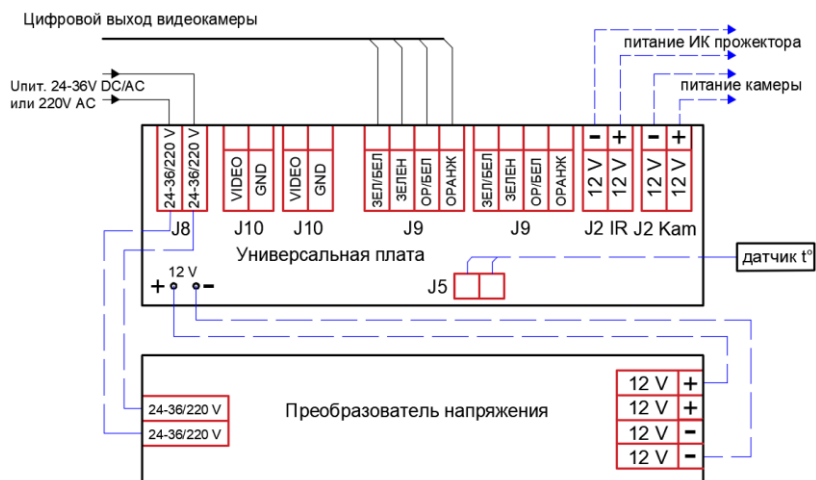 Цифровой выход видеокамеры
питание ИК прожектора
Uпит. 24-36V DC/AC
или 220V AC
питание камеры
24-36/220 V
24-36/220 V
VIDEO
GND
VIDEO
GND
ЗЕЛ/БЕЛ
ЗЕЛЕН
ОР/БЕЛ
ОРАНЖ
ЗЕЛ/БЕЛ
ЗЕЛЕН
ОР/БЕЛ
ОРАНЖ
12 V –
12 V +
12 V –
12 V +
J8 J10 J10 J9 J9 J2 IR J2 Kam
Универсальная плата
датчик t°
12 V
+ –
J5
12 V +
12 V +
12 V –
12 V –
24-36/220 V
24-36/220 V
Преобразователь напряжения